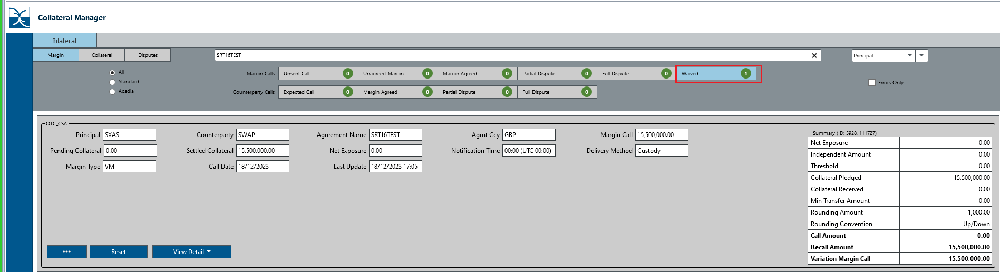 Collateral Manager
Bilateral
Margin Collateral Disputes SRT16TEST Principal
All Margin Calls Unsent Call 0 Unagreed Margin 0 Margin Agreed 0 Partial Dispute 0 Full Dispute 0 Waived 1
Standard Errors Only
Acadia Counterparty Calls Expected Call 0 Margin Agreed 0 Partial Dispute 0 Full Dispute 0
OTC_CSA
Principal SXAS Counterparty SWAP Agreement Name SRT16TEST Agmt Ccy GBP Margin Call 15,500,000.00
Pending Collateral 0.00 Settled Collateral 15,500,000.00 Net Exposure 0.00 Notification Time 00:00 (UTC 00:00) Delivery Method Custody
Margin Type VM Call Date 18/12/2023 Last Update 18/12/2023 17:05
Summary (ID: 5928, 111727)
Net Exposure 0.00
Independent Amount 0.00
Threshold 0.00
Collateral Pledged 15,500,000.00
Collateral Received 0.00
Min Transfer Amount 0.00
Rounding Amount 1,000.00
Rounding Convention Up/Down
Call Amount 0.00
Recall Amount 15,500,000.00
Variation Margin Call 15,500,000.00
••• Reset View Detail